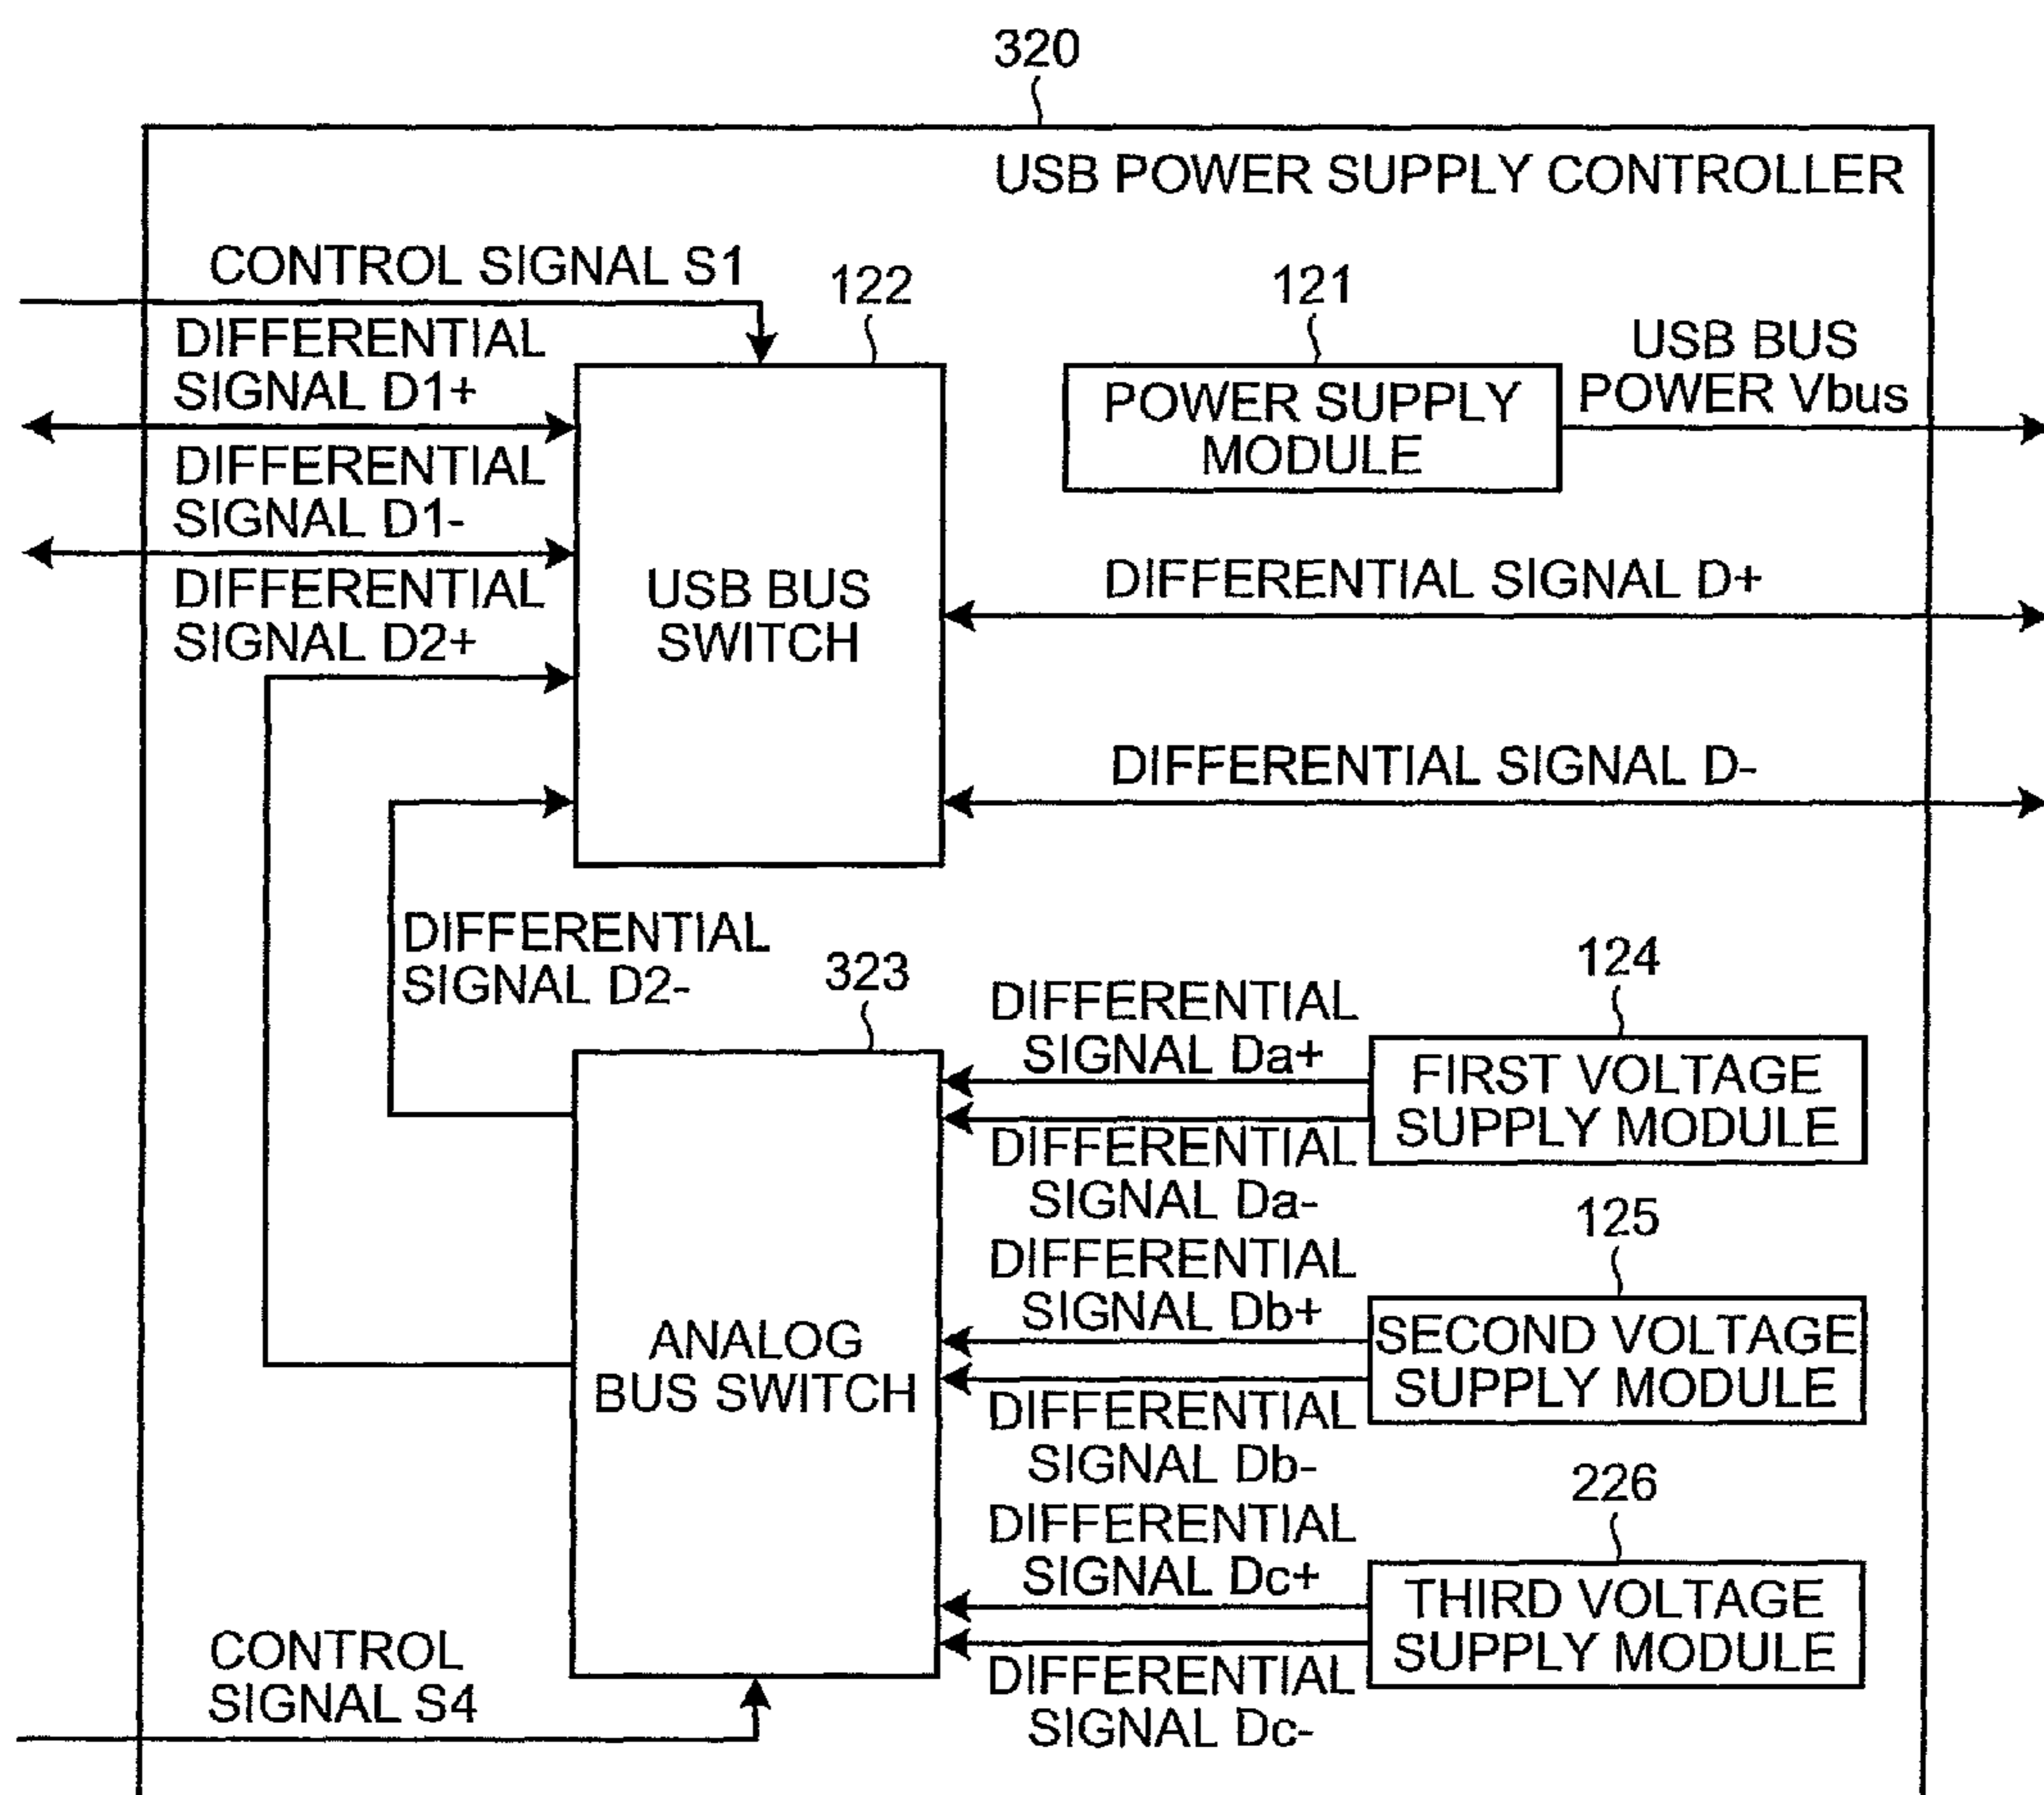 320
USB POWER SUPPLY CONTROLLER
CONTROL SIGNAL S1
122
121
DIFFERENTIAL
SIGNAL D1+
USB BUS
POWER Vbus
POWER SUPPLY
MODULE
DIFFERENTIAL
SIGNAL D1-
DIFFERENTIAL
SIGNAL D2+
USB BUS
SWITCH
DIFFERENTIAL SIGNAL D+
DIFFERENTIAL SIGNAL D-
DIFFERENTIAL
SIGNAL D2-
323
124
DIFFERENTIAL
SIGNAL Da+
FIRST VOLTAGE
SUPPLY MODULE
DIFFERENTIAL
SIGNAL Da-
125
DIFFERENTIAL
SIGNAL Db+
SECOND VOLTAGE
SUPPLY MODULE
ANALOG
BUS SWITCH
DIFFERENTIAL
SIGNAL Db-
226
DIFFERENTIAL
SIGNAL Dc+
THIRD VOLTAGE
SUPPLY MODULE
CONTROL
SIGNAL S4
DIFFERENTIAL
SIGNAL Dc-